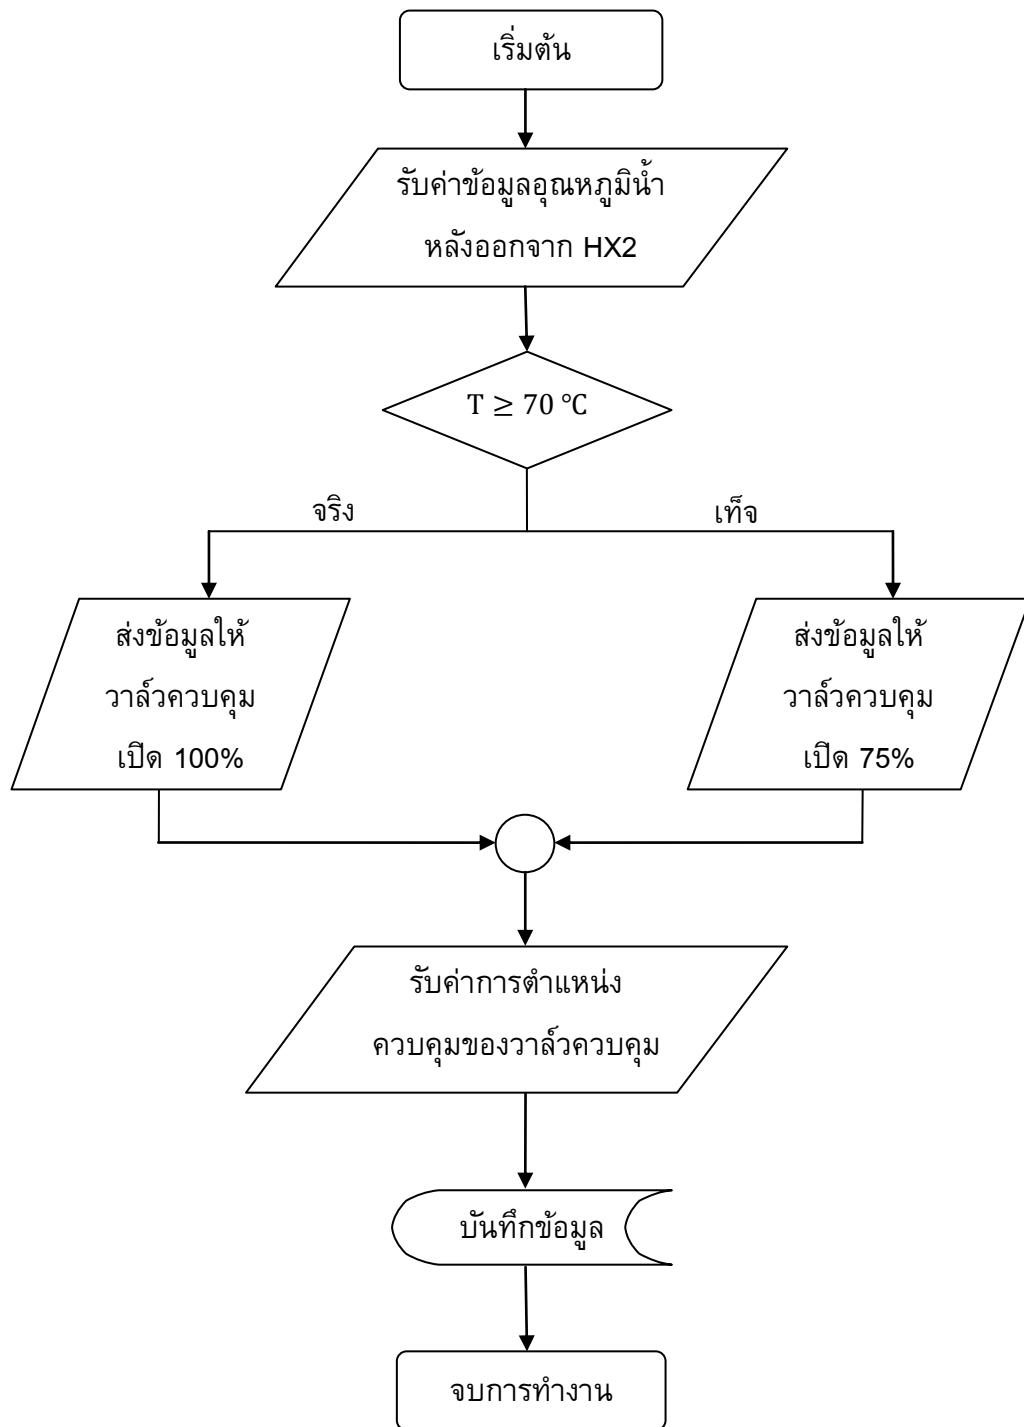 เริ่มต้น
รับค่าข้อมูลอุณหภูมิน้ำ
หลังออกจาก HX2
T ≥ 70 ℃
จริง
เท็จ
ส่งข้อมูลให้
วาล์วควบคุม
เปิด 100%
ส่งข้อมูลให้
วาล์วควบคุม
เปิด 75%
รับค่าการตำแหน่ง
ควบคุมของวาล์วควบคุม
บันทึกข้อมูล
จบการทำงาน